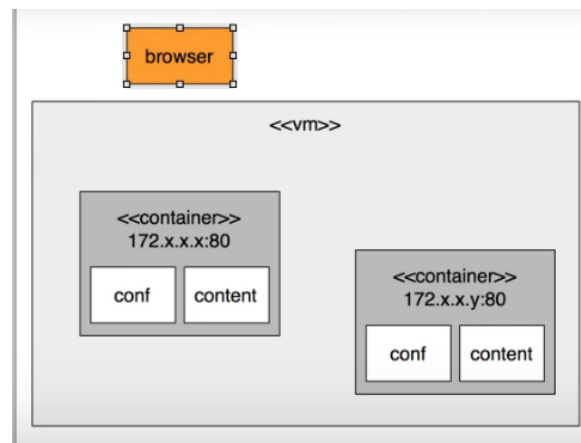 browser
<<vm>>
<<container>>
172.x.x.x:80
conf
content
<<container>>
172.x.x.y:80
conf
content